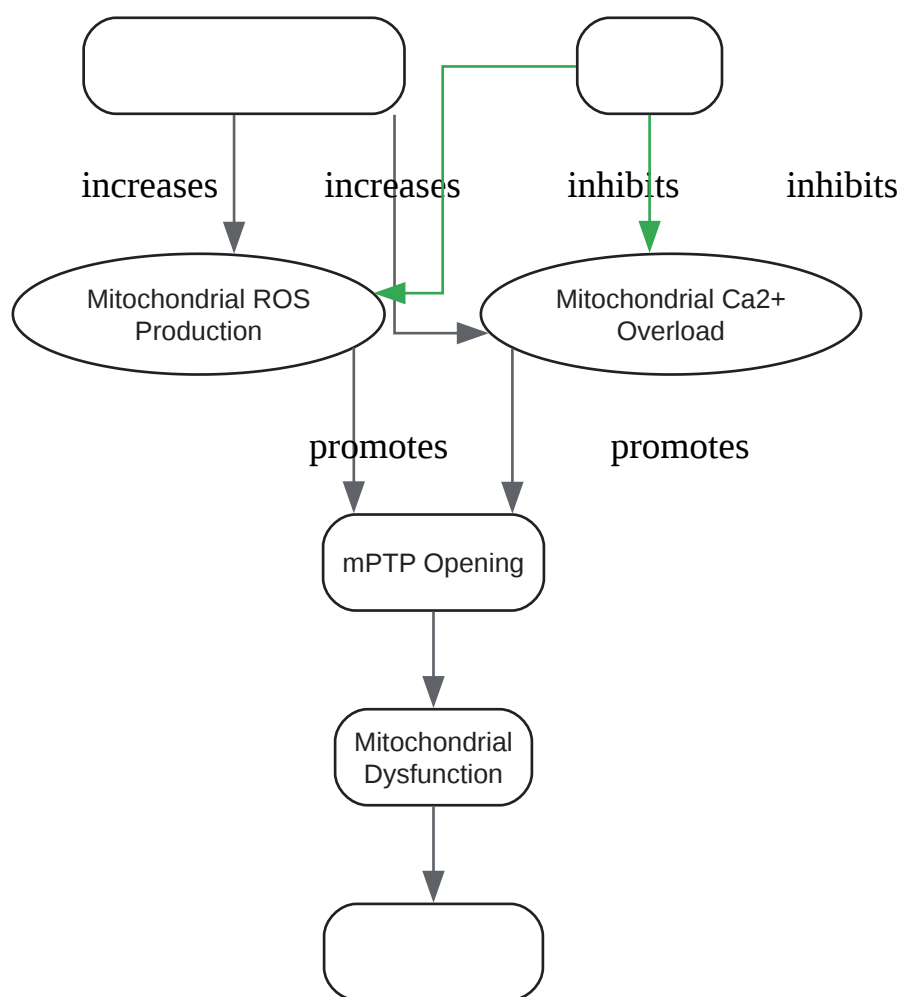 increases increases inhibits inhibits
Mitochondrial ROS
Production
Mitochondrial Ca2+
Overload
promotes promotes
mPTP Opening
Mitochondrial
Dysfunction